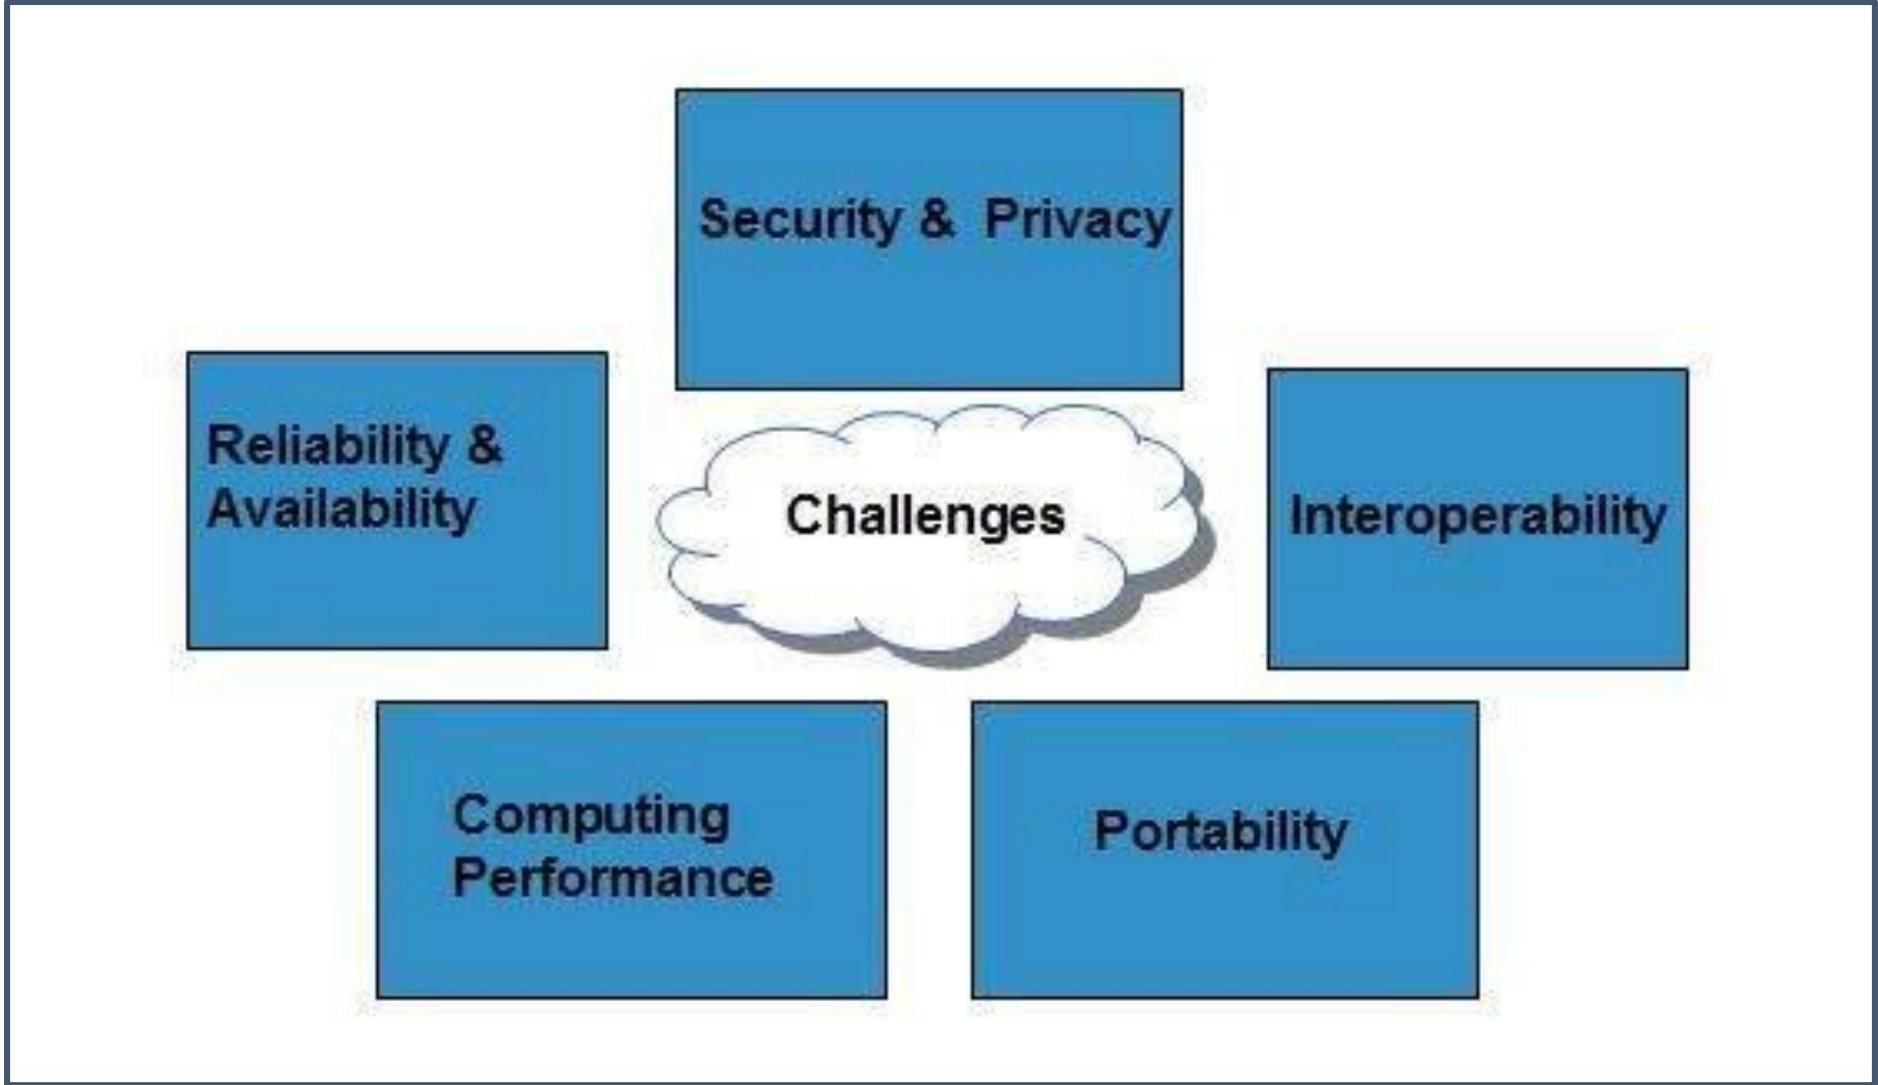 Security & Privacy
Reliability &
Availability
Challenges
Interoperability
Computing
Performance
Portability